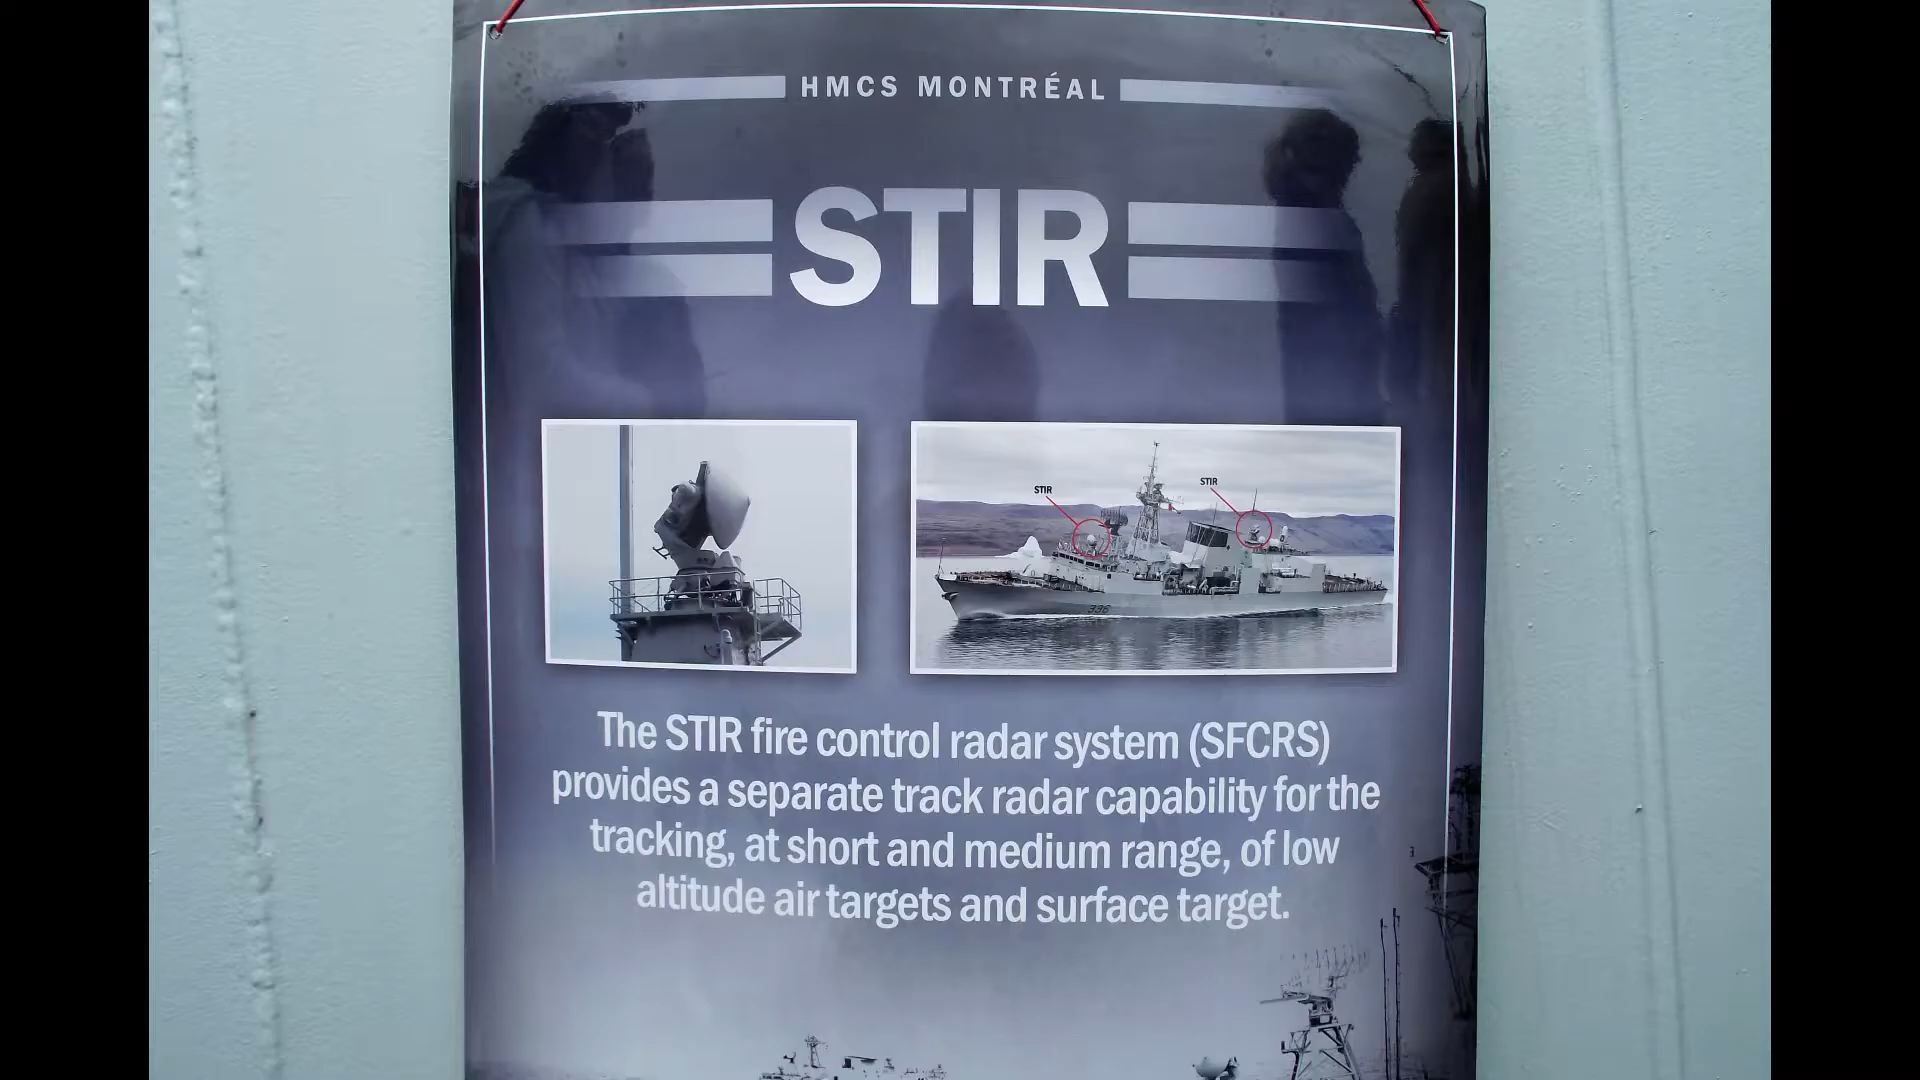 HMCS MONTRÉAL
STIR
STIR
STIR
336
The STIR fire control radar system (SFCRS)
provides a separate track radar capability for the
tracking, at short and medium range, of low
altitude air targets and surface target.